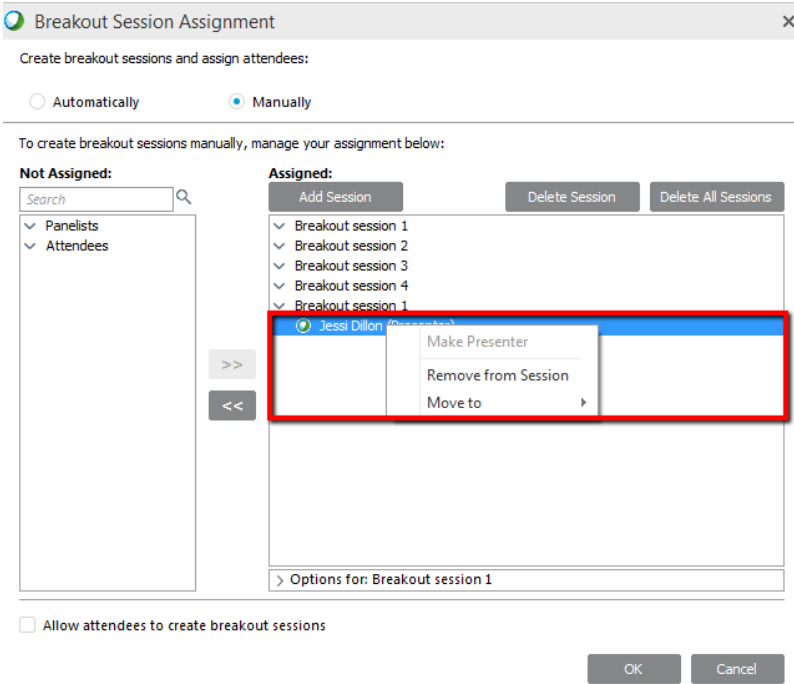 Breakout Session Assignment
Create breakout sessions and assign attendees:
Automatically
Manually
To create breakout sessions manually, manage your assignment below:
Not Assigned:
Assigned:
Search
Add Session
Delete Session
Delete All Sessions
Panelists
Attendees
Breakout session 1
Breakout session 2
Breakout session 3
Breakout session 4
Breakout session 1
Jessi Dillon (Presenter)
Make Presenter
Remove from Session
Move to
>>
<<
Options for: Breakout session 1
Allow attendees to create breakout sessions
OK
Cancel